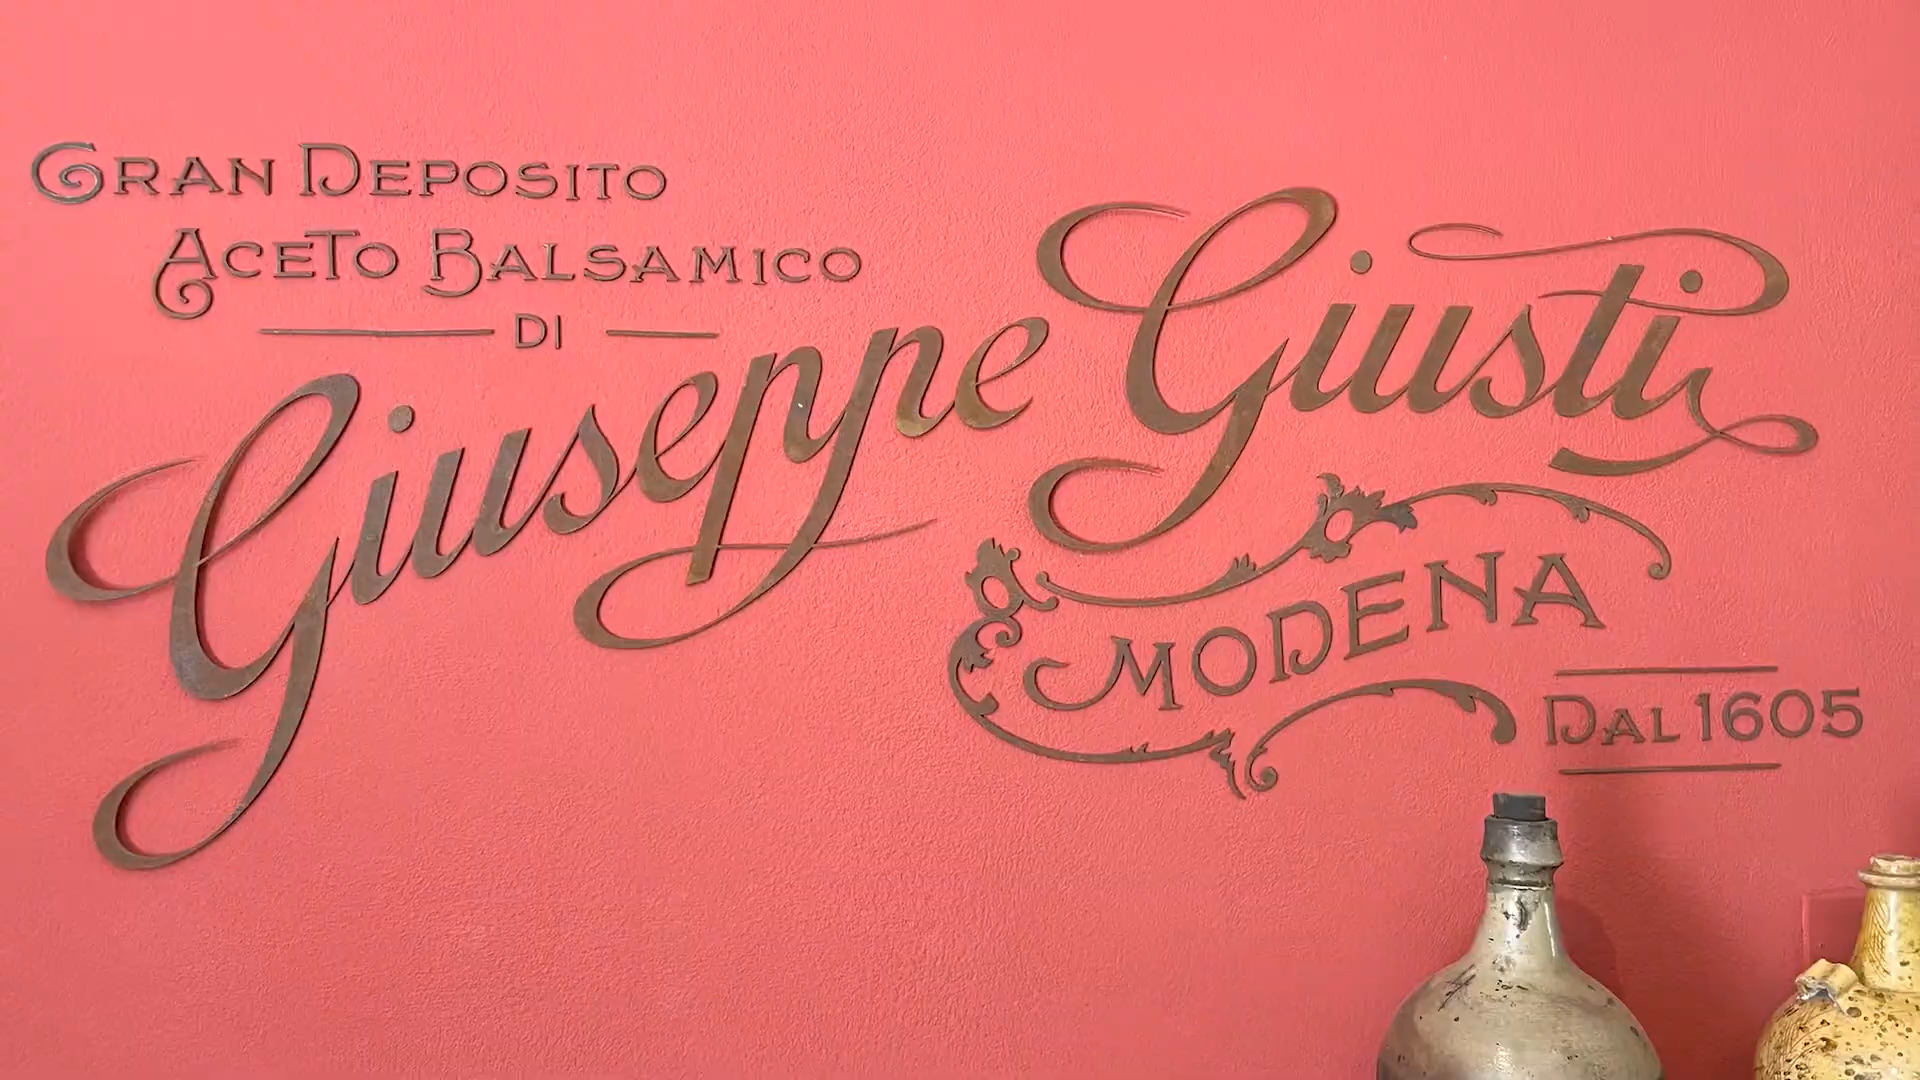 Gran Deposito
Aceto Balsamico
di
Giuseppe Giusti
Modena
Dal 1605